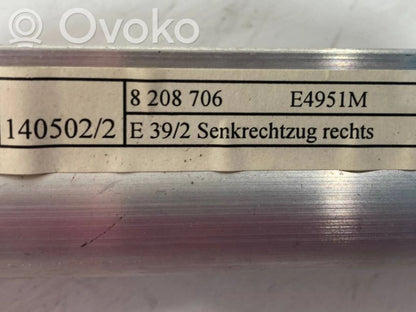 Ovoko
8 208 706 E4951M
140502/2 E 39/2 Senkrechtzug rechts